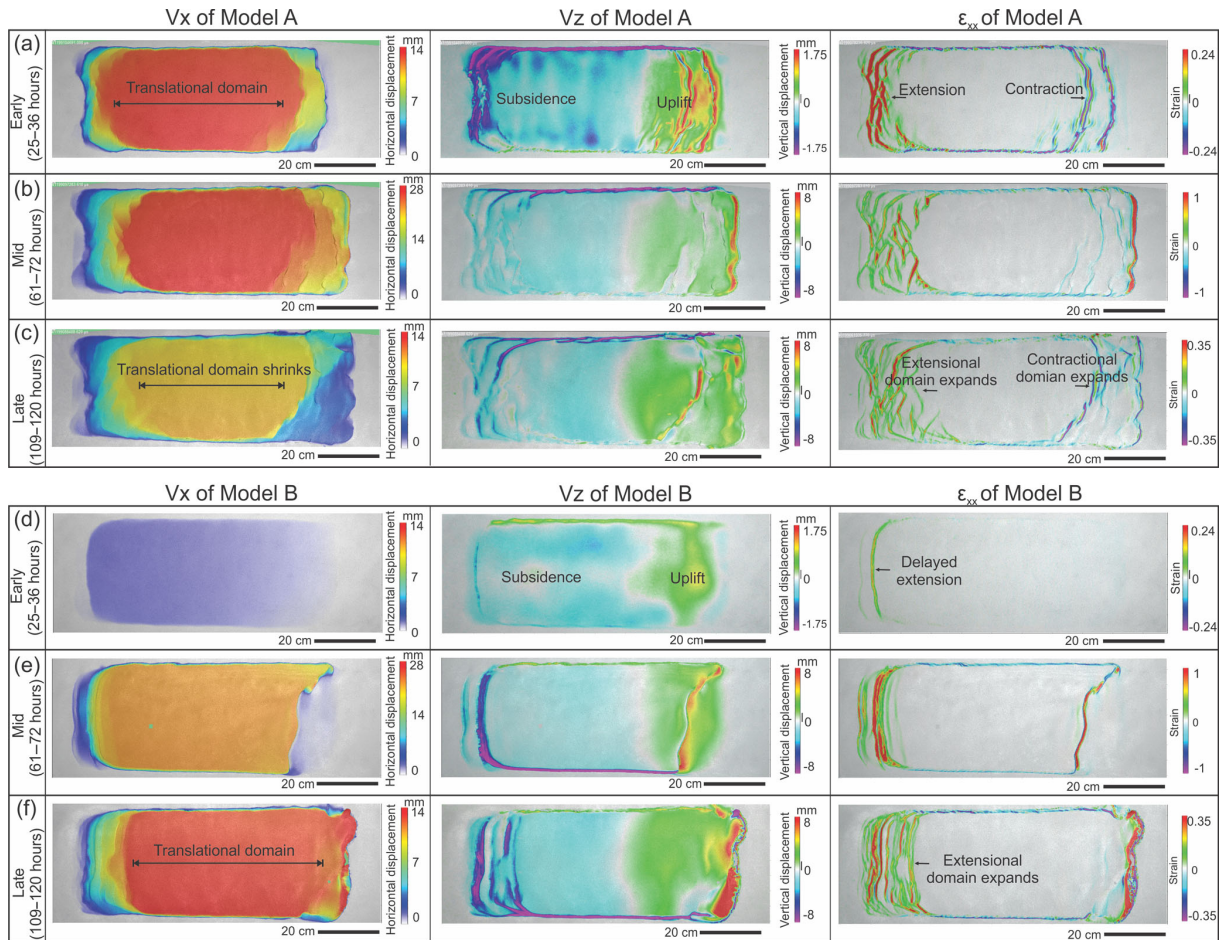 Vx of Model A
Vz of Model A
εxx of Model A
(a)
Early
(25–36 hours)
Translational domain
20 cm
mm
14
7
0
Horizontal displacement
Subsidence
Uplift
20 cm
mm
1.75
0
-1.75
Vertical displacement
Extension
Contraction
20 cm
0.24
-0.24
Strain
(b)
Mid
(61–72 hours)
20 cm
mm
28
14
0
Horizontal displacement
20 cm
mm
8
0
-8
Vertical displacement
20 cm
1
0
-1
Strain
(c)
Late
(109–120 hours)
Translational domain shrinks
20 cm
mm
14
7
0
Horizontal displacement
20 cm
mm
8
0
-8
Vertical displacement
Extensional
domain expands
Contractional
domian expands
20 cm
0.35
0
-0.35
Strain
Vx of Model B
Vz of Model B
εxx of Model B
(d)
Early
(25–36 hours)
20 cm
mm
14
7
0
Horizontal displacement
Subsidence
Uplift
20 cm
mm
1.75
0
-1.75
Vertical displacement
Delayed
extension
20 cm
0.24
0
-0.24
Strain
(e)
Mid
(61–72 hours)
20 cm
mm
28
14
0
Horizontal displacement
20 cm
mm
8
0
-8
Vertical displacement
20 cm
1
0
-1
Strain
(f)
Late
(109–120 hours)
Translational domain
20 cm
mm
14
7
0
Horizontal displacement
20 cm
mm
8
0
-8
Vertical displacement
Extensional
domain expands
20 cm
0.35
0
-0.35
Strain